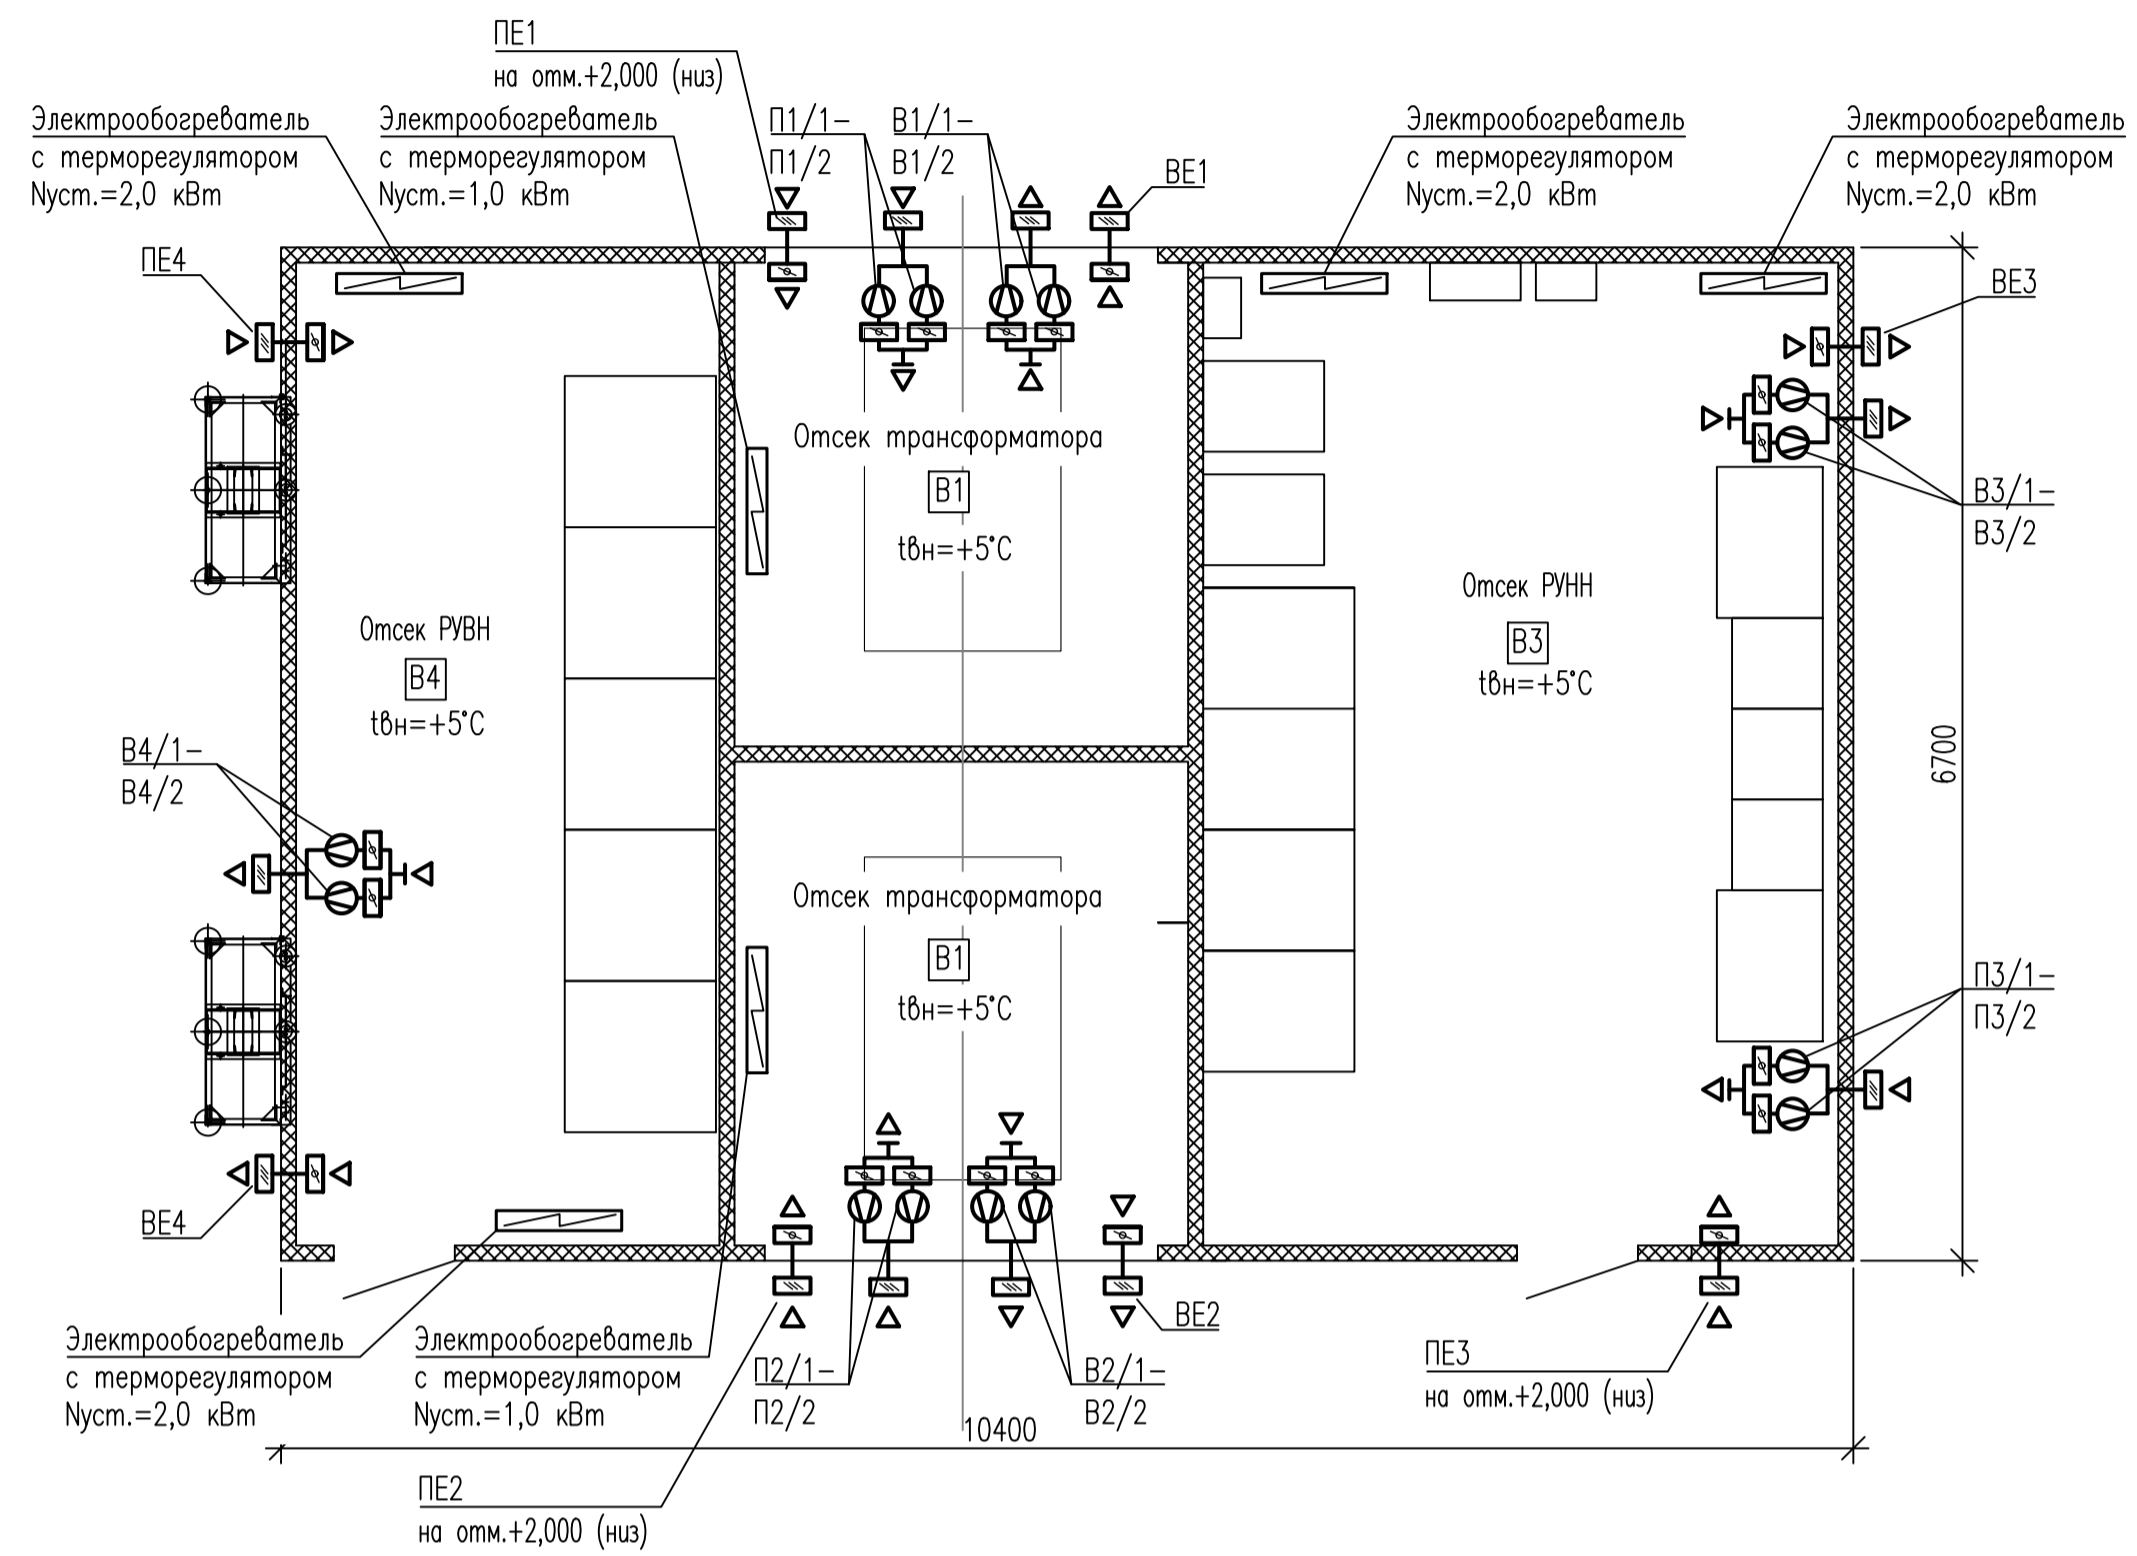 ПЕ1
на отм.+2,000 (низ)
Электрообогреватель
с терморегулятором
Nуст.=2,0 кВт
Электрообогреватель
с терморегулятором
Nуст.=1,0 кВт
П1/1-
П1/2
В1/1-
В1/2
ВЕ1
Электрообогреватель
с терморегулятором
Nуст.=2,0 кВт
Электрообогреватель
с терморегулятором
Nуст.=2,0 кВт
ПЕ4
ВЕ3
Отсек трансформатора
В1
tвн=+5°С
В3/1-
В3/2
Отсек РУВН
В4
tвн=+5°С
Отсек РУНН
В3
tвн=+5°С
6700
В4/1-
В4/2
Отсек трансформатора
В1
tвн=+5°С
П3/1-
П3/2
ВЕ4
ВЕ2
Электрообогреватель
с терморегулятором
Nуст.=2,0 кВт
Электрообогреватель
с терморегулятором
Nуст.=1,0 кВт
П2/1-
П2/2
В2/1-
В2/2
ПЕ3
на отм.+2,000 (низ)
10400
ПЕ2
на отм.+2,000 (низ)